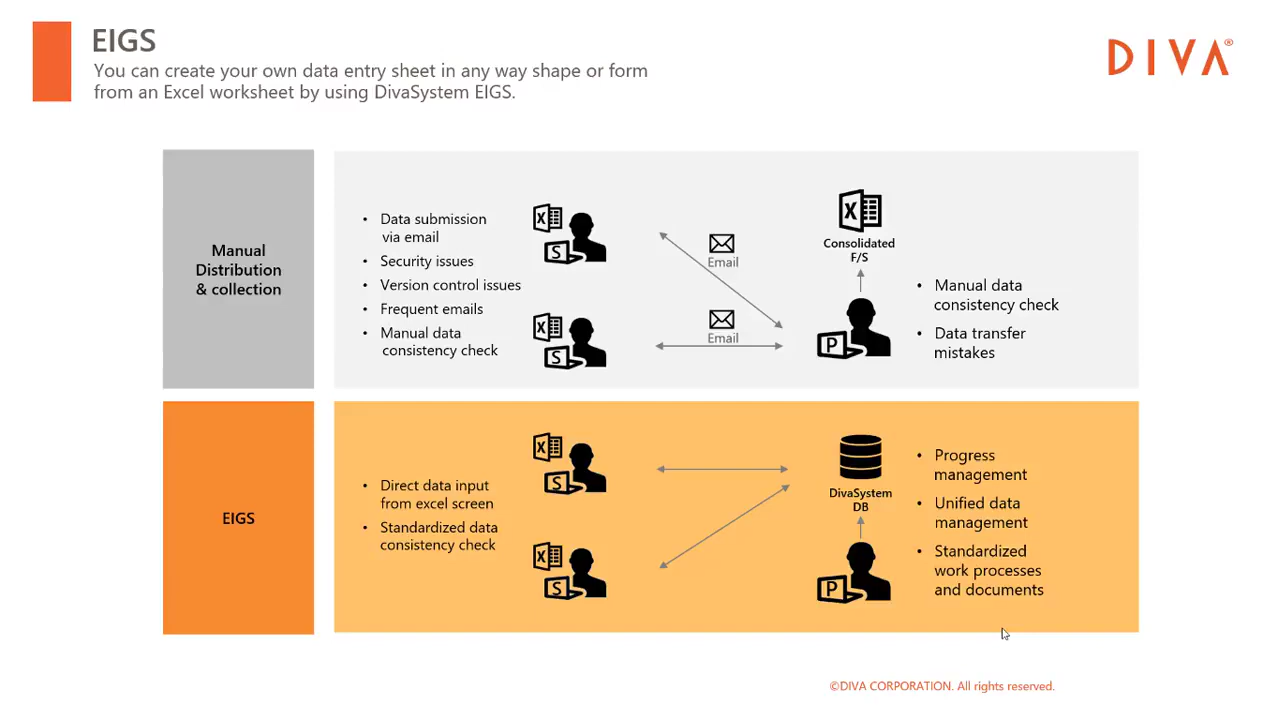 EIGS
You can create your own data entry sheet in any way shape or form
from an Excel worksheet by using DivaSystem EIGS.
DIVA®
Manual
Distribution
& collection
• Data submission
via email
• Security issues
• Version control issues
• Frequent emails
• Manual data
consistency check
X
S
X
S
Email
Email
X
Consolidated
F/S
P
• Manual data
consistency check
• Data transfer
mistakes
EIGS
• Direct data input
from excel screen
• Standardized data
consistency check
X
S
X
S
DivaSystem
DB
P
• Progress
management
• Unified data
management
• Standardized
work processes
and documents
©DIVA CORPORATION. All rights reserved.